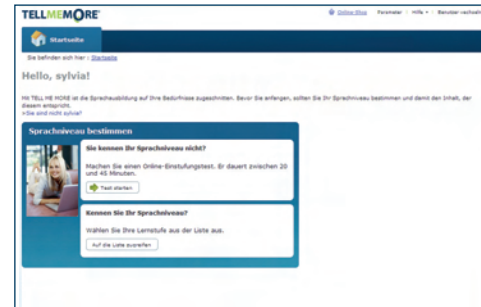 TELLMEMORE®
Online Shop Parameter Hilfe Benutzer wechseln
Startseite
Sie befinden sich hier : Startseite
Hello, sylvia!
Mit TELL ME MORE ist die Sprachausbildung auf Ihre Bedürfnisse zugeschnitten. Bevor Sie anfangen, sollten Sie Ihr Sprachniveau bestimmen und damit den Inhalt, der
diesem entspricht.
>Sie sind nicht sylvia?
Sprachniveau bestimmen
Sie kennen Ihr Sprachniveau nicht?
Machen Sie einen Online-Einstufungstest. Er dauert zwischen 20
und 45 Minuten.
Test starten
Kennen Sie Ihr Sprachniveau?
Wählen Sie Ihre Lernstufe aus der Liste aus.
Auf die Liste zugreifen